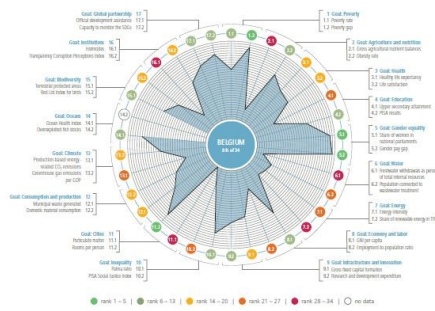 Goal: Global partnership 17
Official development assistance 17.1
Capacity to monitor the SDGs 17.2
Goal: Institutions 16
Homicides 16.1
Transparency Corruption Perceptions Index 16.2
Goal: Biodiversity 15
Terrestrial protected areas 15.1
Red List Index for birds 15.2
Goal: Oceans 14
Ocean Health Index 14.1
Overexploited fish stocks 14.2
Goal: Climate 13
Production-based energy-
related CO₂ emissions 13.1
Greenhouse gas emissions 13.2
per GDP
Goal: Consumption and production 12
Municipal waste generated 12.1
Domestic material consumption 12.2
Goal: Cities 11
Particulate matter 11.1
Rooms per person 11.2
Goal: Inequality 10
Palma ratio 10.1
PISA Social Justice Index 10.2
1 Goal: Poverty
1.1 Poverty rate
1.2 Poverty gap
2 Goal: Agriculture and nutrition
2.1 Gross agricultural nutrient balances
2.2 Obesity rate
3 Goal: Health
3.1 Healthy life expectancy
3.2 Life satisfaction
4 Goal: Education
4.1 Upper secondary attainment
4.2 PISA results
5 Goal: Gender equality
5.1 Share of women in
national parliaments
5.2 Gender pay gap
6 Goal: Water
6.1 Freshwater withdrawals as percent
of total internal resources
6.2 Population connected to
wastewater treatment
7 Goal: Energy
7.1 Energy intensity
7.2 Share of renewable energy in TFC
8 Goal: Economy and labor
8.1 GNI per capita
8.2 Employment to population ratio
9 Goal: Infrastructure and innovation
9.1 Gross fixed capital formation
9.2 Research and development expenditure
BELGIUM
rank 1 – 5 | rank 6 – 13 | rank 14 – 20 | rank 21 – 27 | rank 28 – 34 | no data